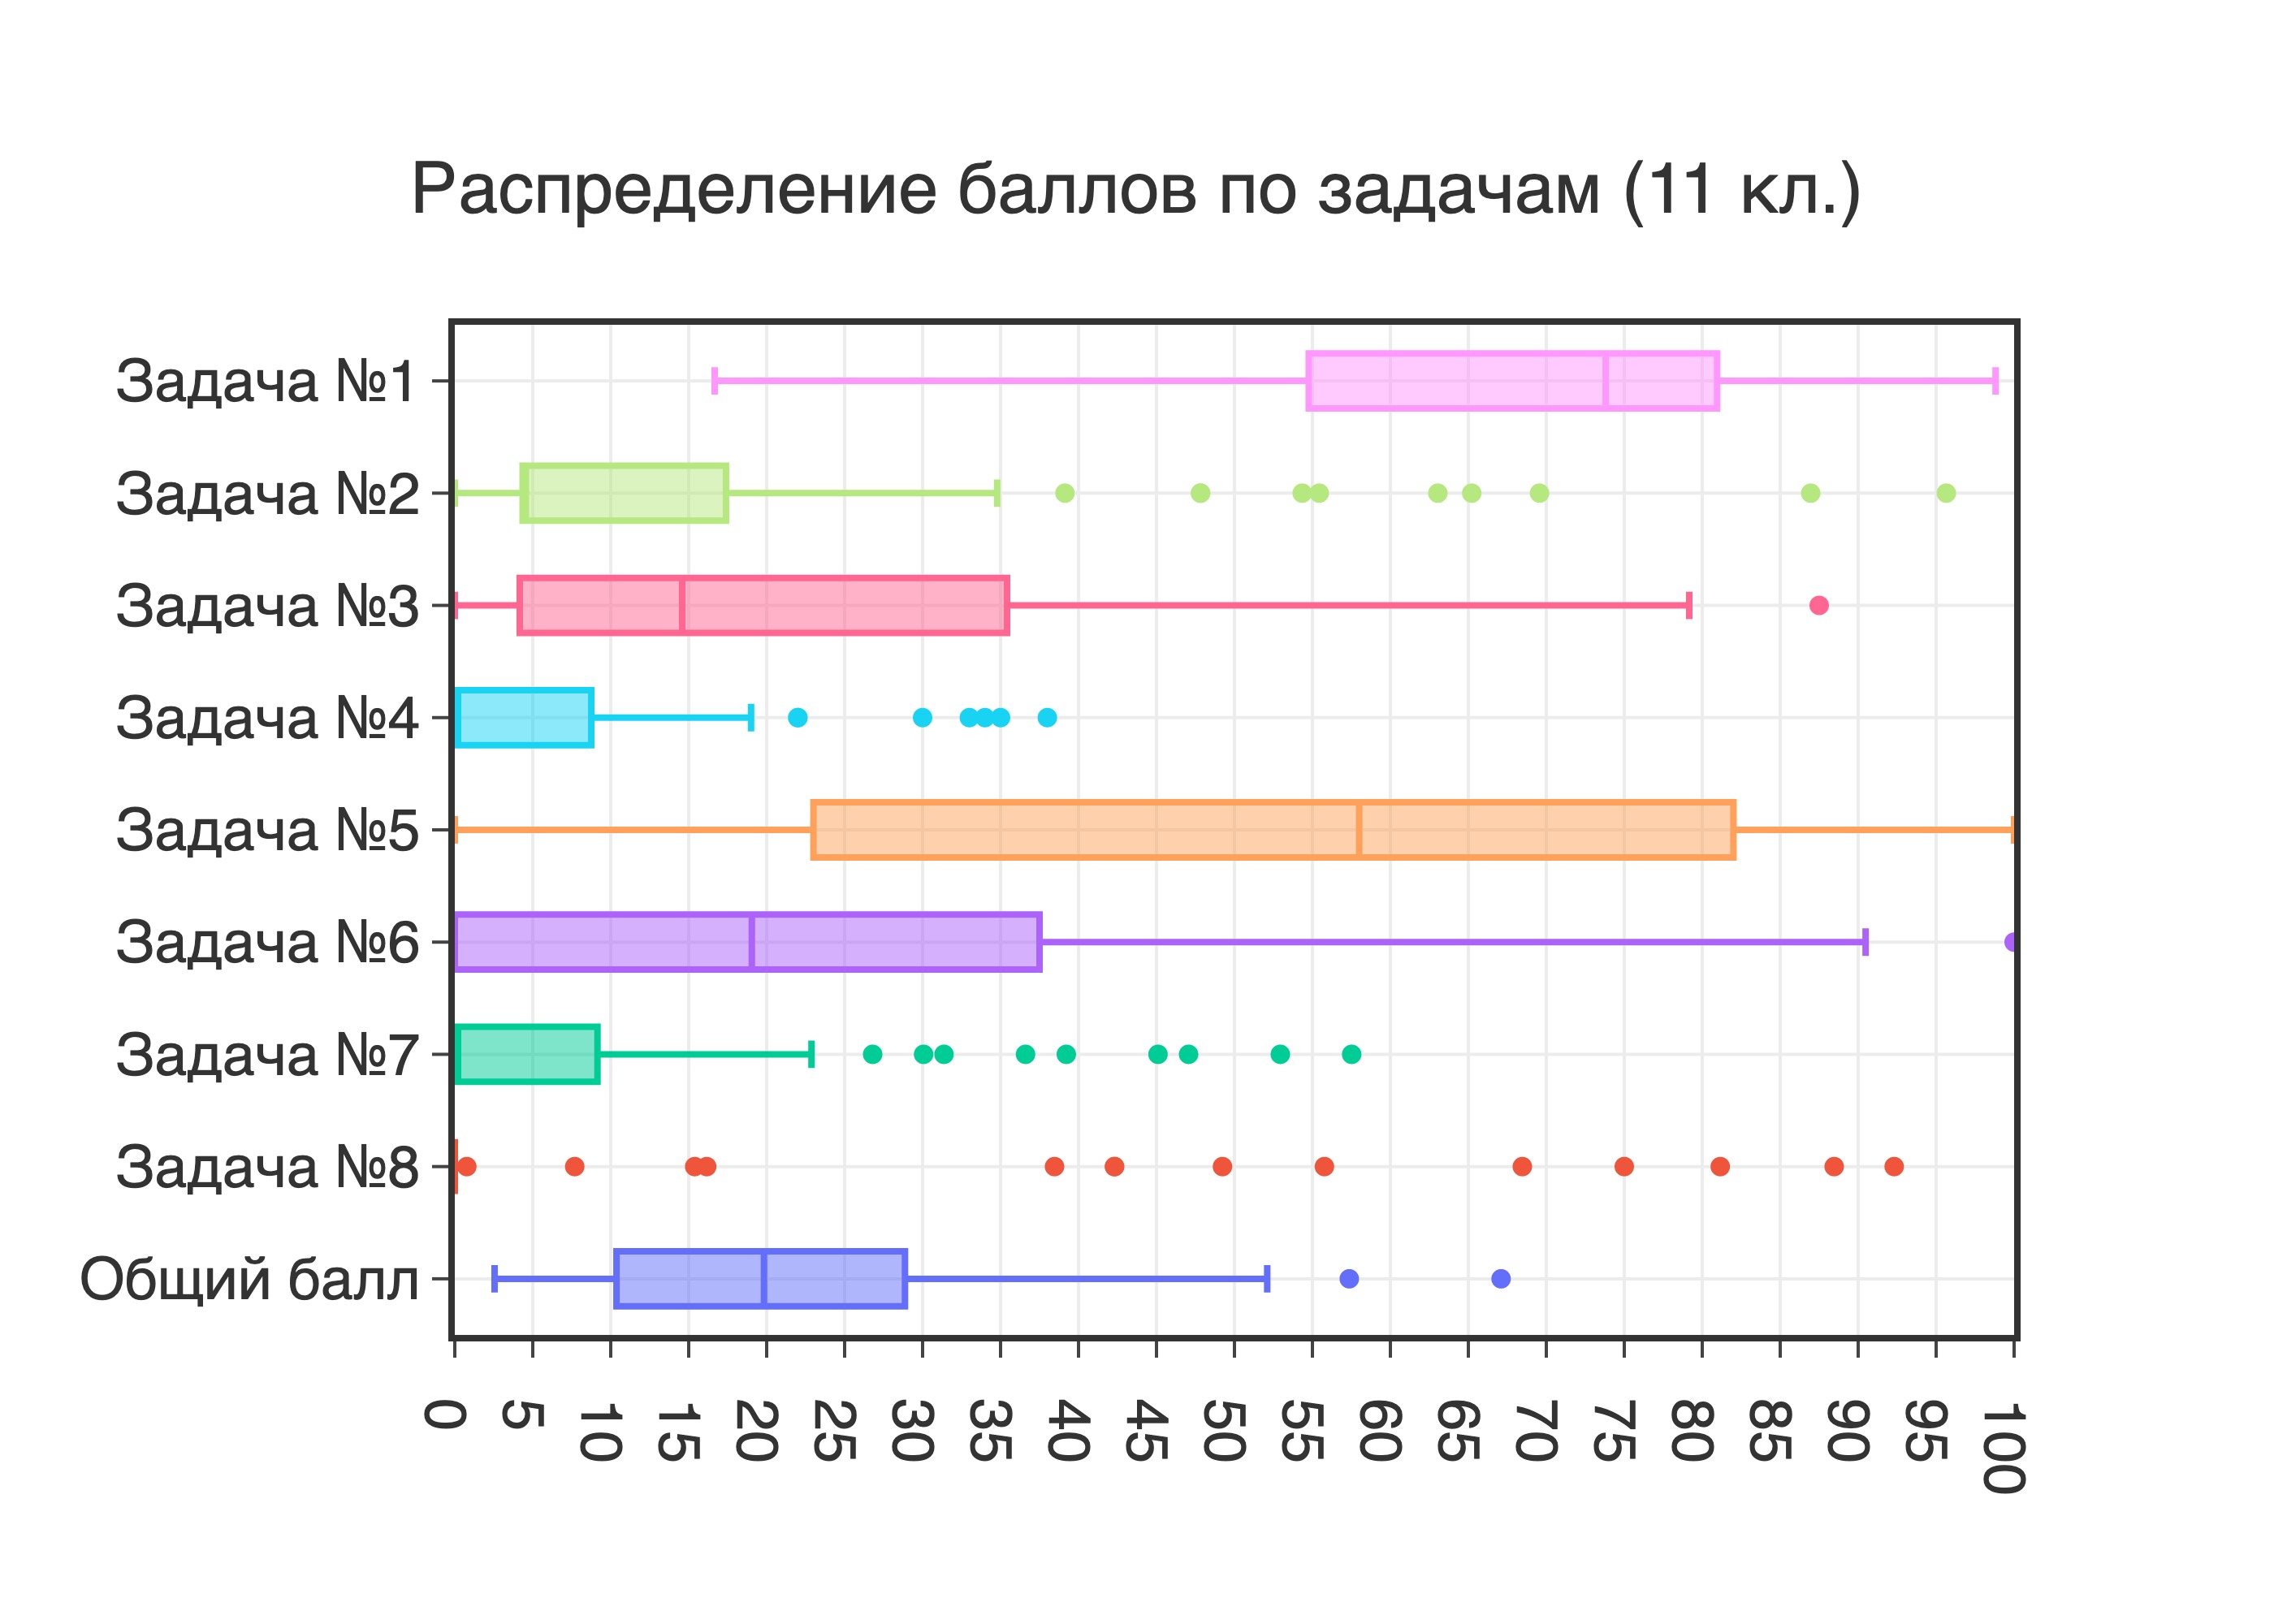 Распределение баллов по задачам (11 кл.)
Задача №1
Задача №2
Задача №3
Задача №4
Задача №5
Задача №6
Задача №7
Задача №8
Общий балл
0 5 10 15 20 25 30 35 40 45 50 55 60 65 70 75 80 85 90 95 100